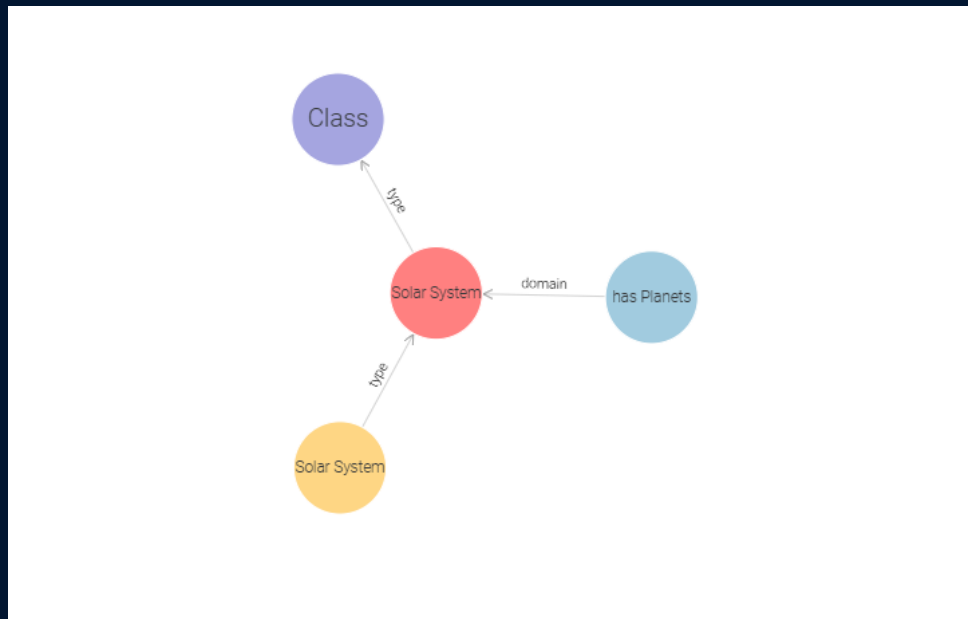 Class
type
Solar System
domain
has Planets
type
Solar System